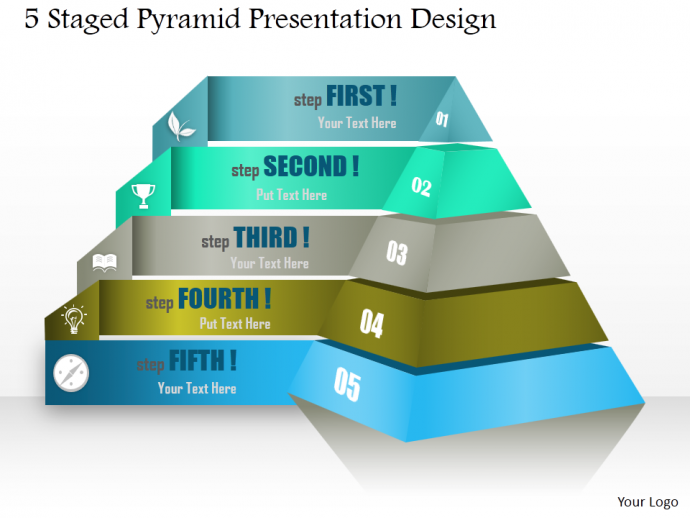 5 Staged Pyramid Presentation Design
step FIRST !
Your Text Here
01
step SECOND !
Put Text Here
02
step THIRD !
Your Text Here
03
step FOURTH !
Put Text Here
04
step FIFTH !
Your Text Here
05
Your Logo